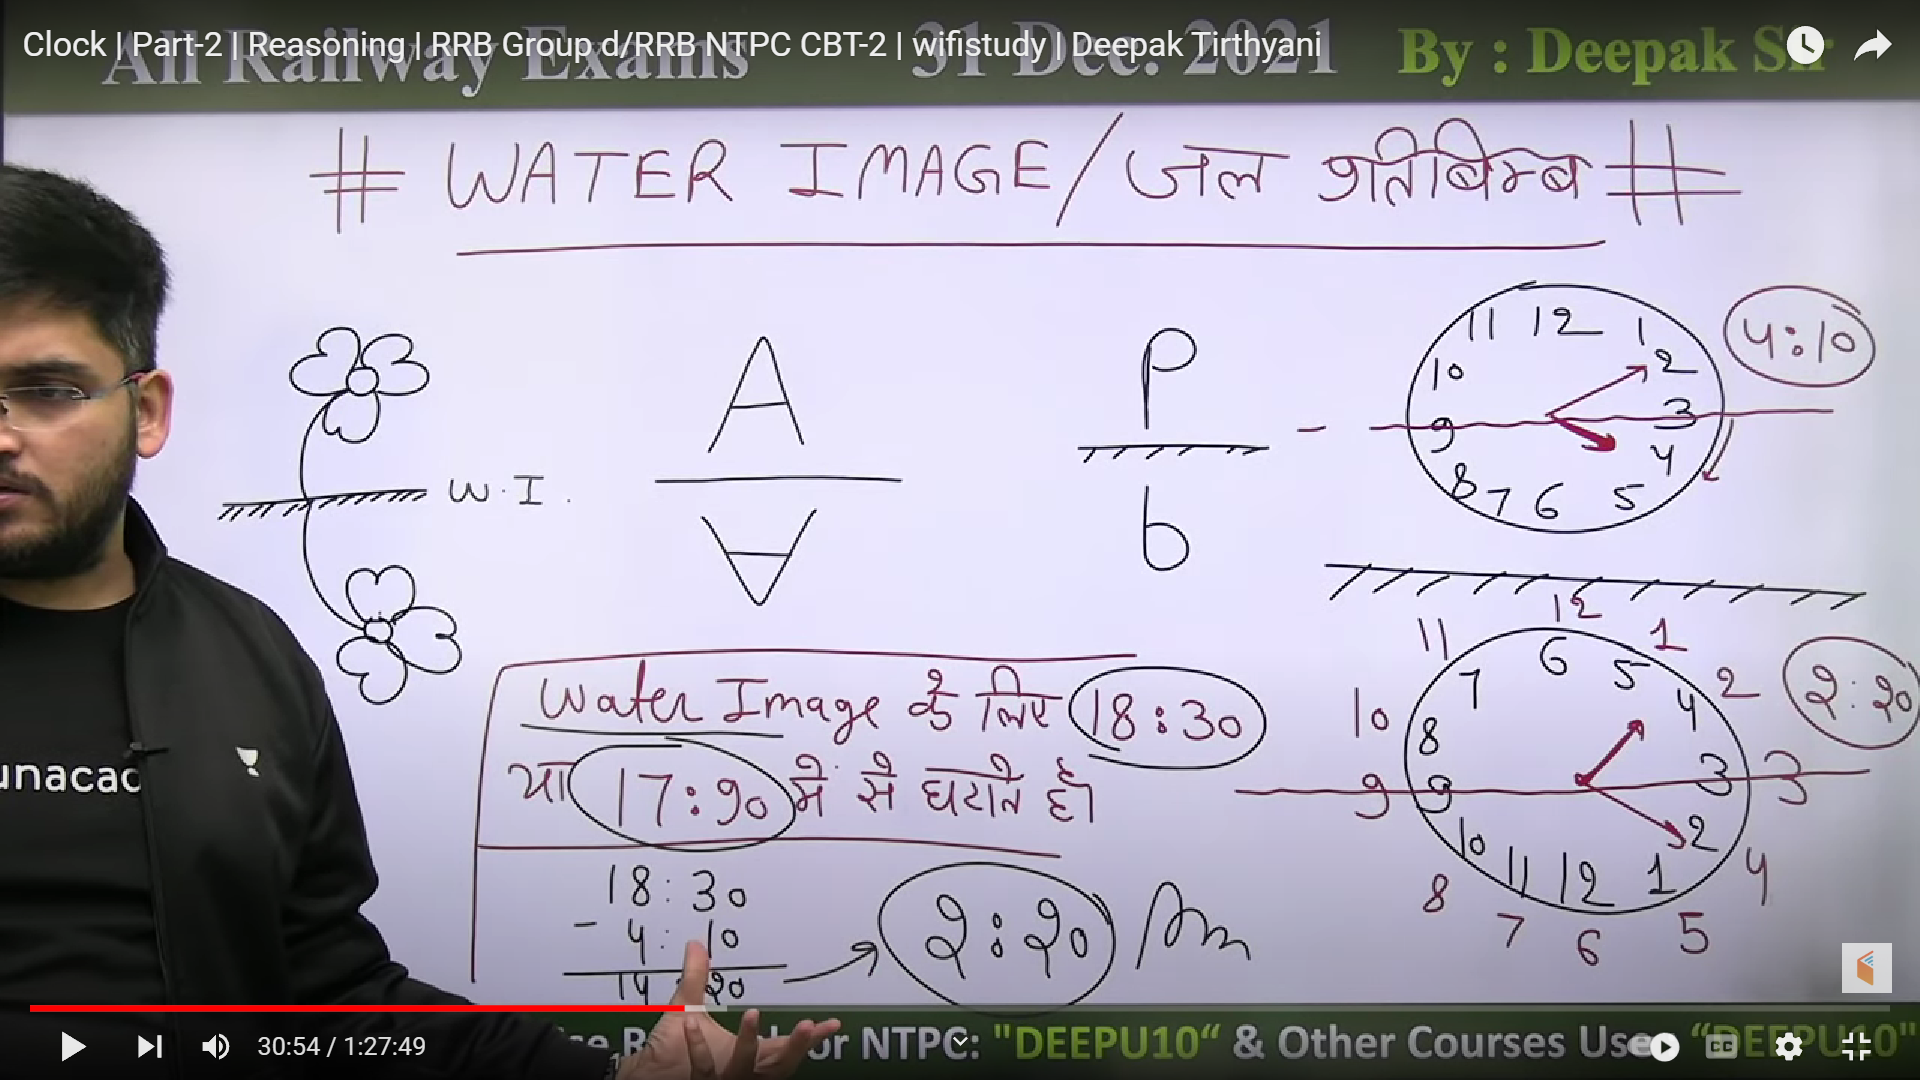 Clock | Part-2 | Reasoning | RRB Group d/RRB NTPC CBT-2 | wifistudy | Deepak Tirthyani
All Railway Exams 31 Dec. 2021 By : Deepak Sir
# WATER IMAGE/जल प्रतिबिम्ब #
W.I.
A
A
P
b
11 12 1
10 2
9 3
8 4
7 6 5
4:10
12
11 1
10 2
9 3
8 4
7 6 5
6
7 5
8 4
9 3
10 2
11 12 1
2:20
Water Image के लिए 18:30
या 17:90 में से घटाते है।
18:30
- 4:10
14 20
2:20 Ans
unacad
or NTPC: "DEEPU10“ & Other Courses Use “DEEPU10"
30:54 / 1:27:49
CC